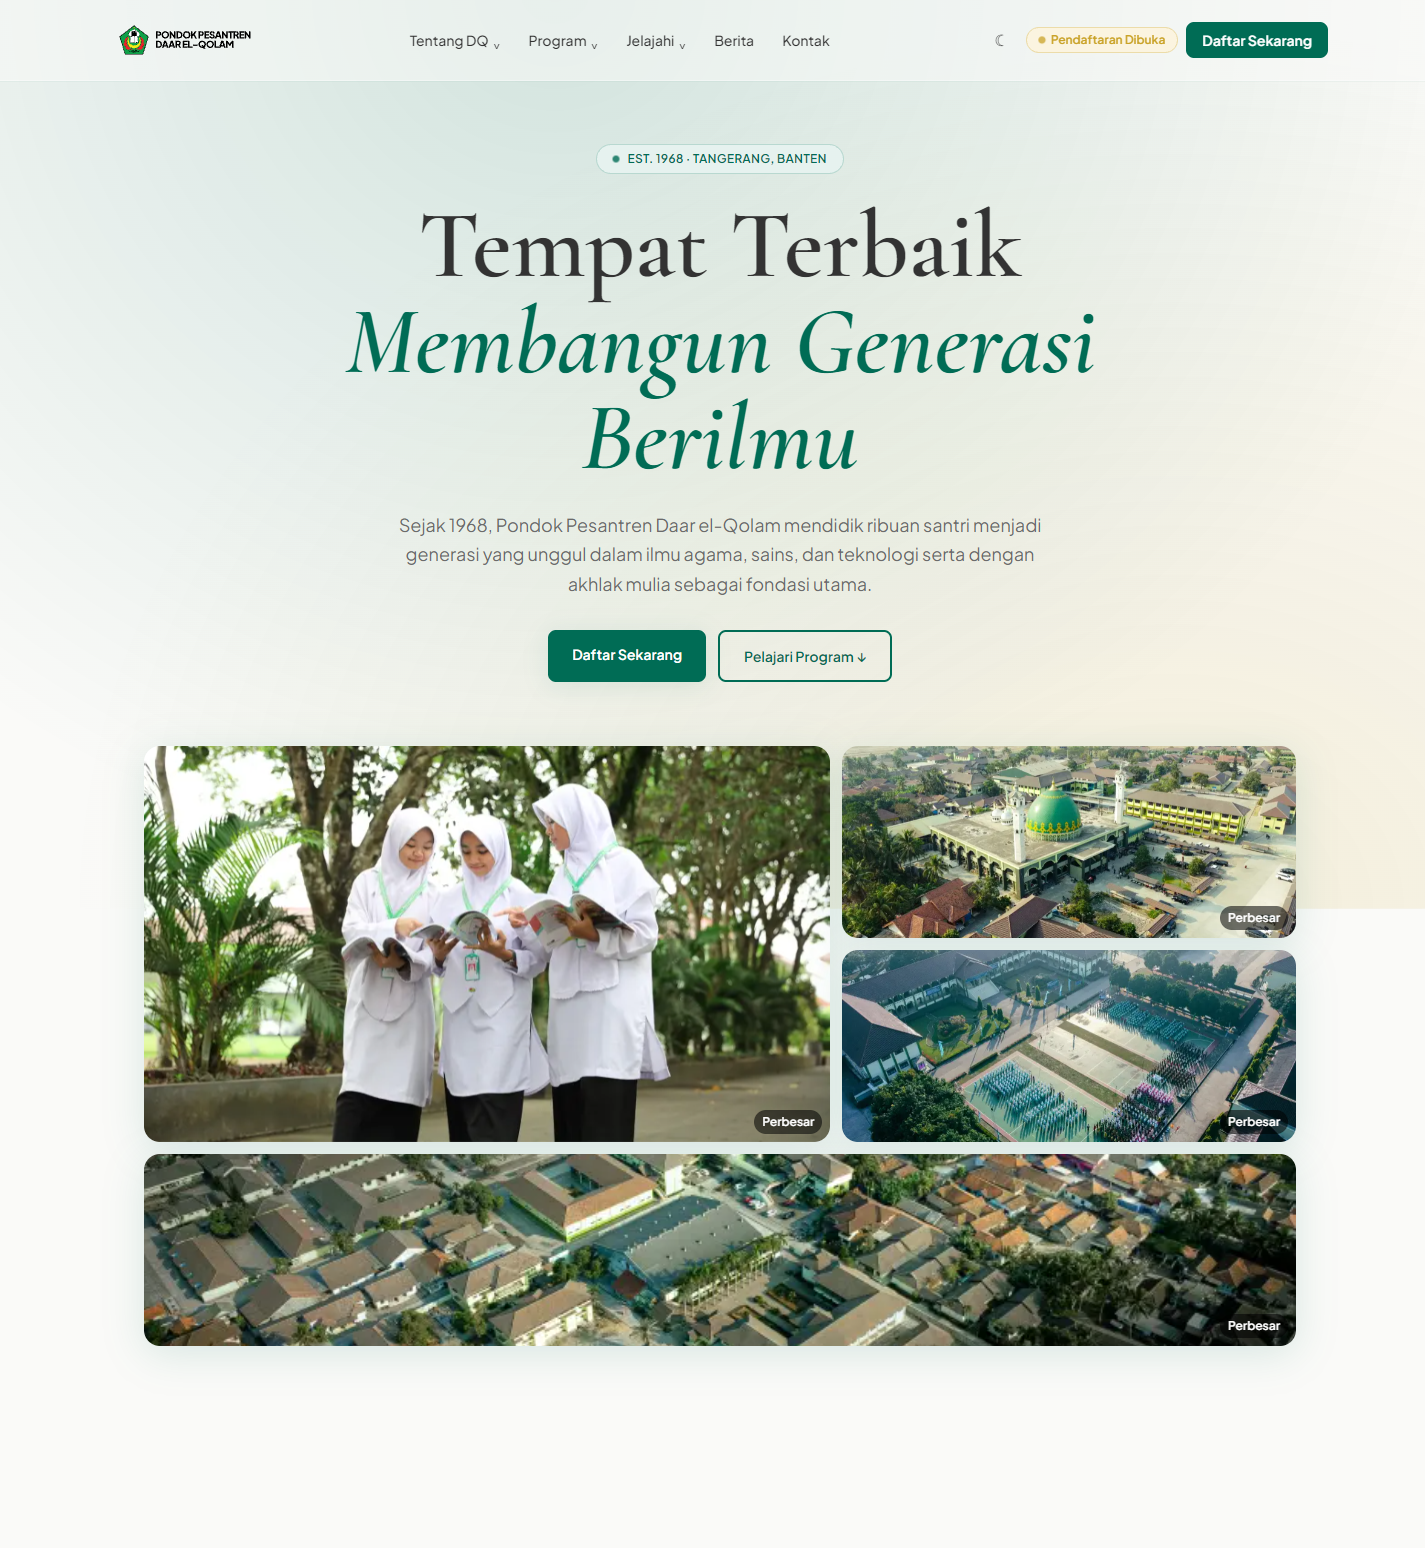 PONDOK PESANTREN
DAAR EL-QOLAM
Tentang DQ
Program
Jelajahi
Berita
Kontak
Pendaftaran Dibuka
Daftar Sekarang
EST. 1968 · TANGERANG, BANTEN
Tempat Terbaik
Membangun Generasi
Berilmu
Sejak 1968, Pondok Pesantren Daar el-Qolam mendidik ribuan santri menjadi
generasi yang unggul dalam ilmu agama, sains, dan teknologi serta dengan
akhlak mulia sebagai fondasi utama.
Daftar Sekarang
Pelajari Program ↓
Perbesar
Perbesar
Perbesar
Perbesar